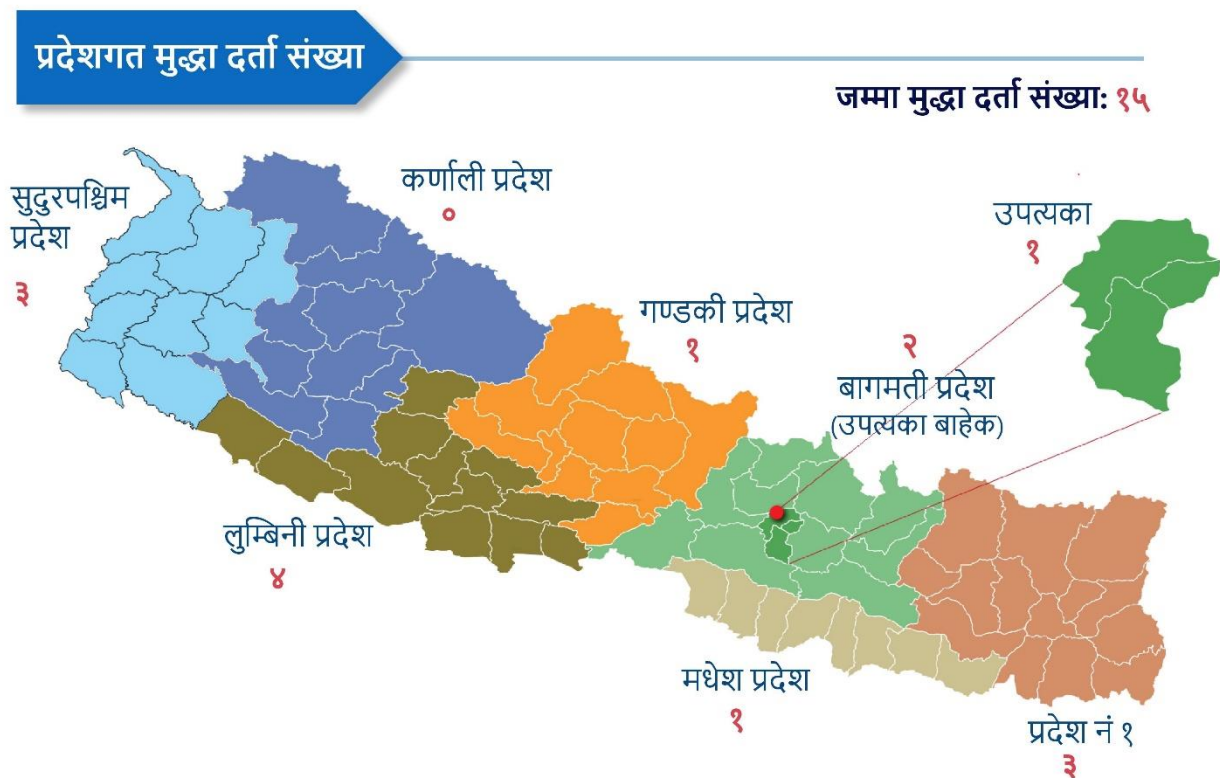 प्रदेशगत मुद्धा दर्ता संख्या
जम्मा मुद्धा दर्ता संख्या: १५
सुदुरपश्चिम
प्रदेश
३
कर्णाली प्रदेश
०
उपत्यका
१
गण्डकी प्रदेश
१
२
बागमती प्रदेश
(उपत्यका बाहेक)
लुम्बिनी प्रदेश
४
मधेश प्रदेश
१
प्रदेश नं १
३